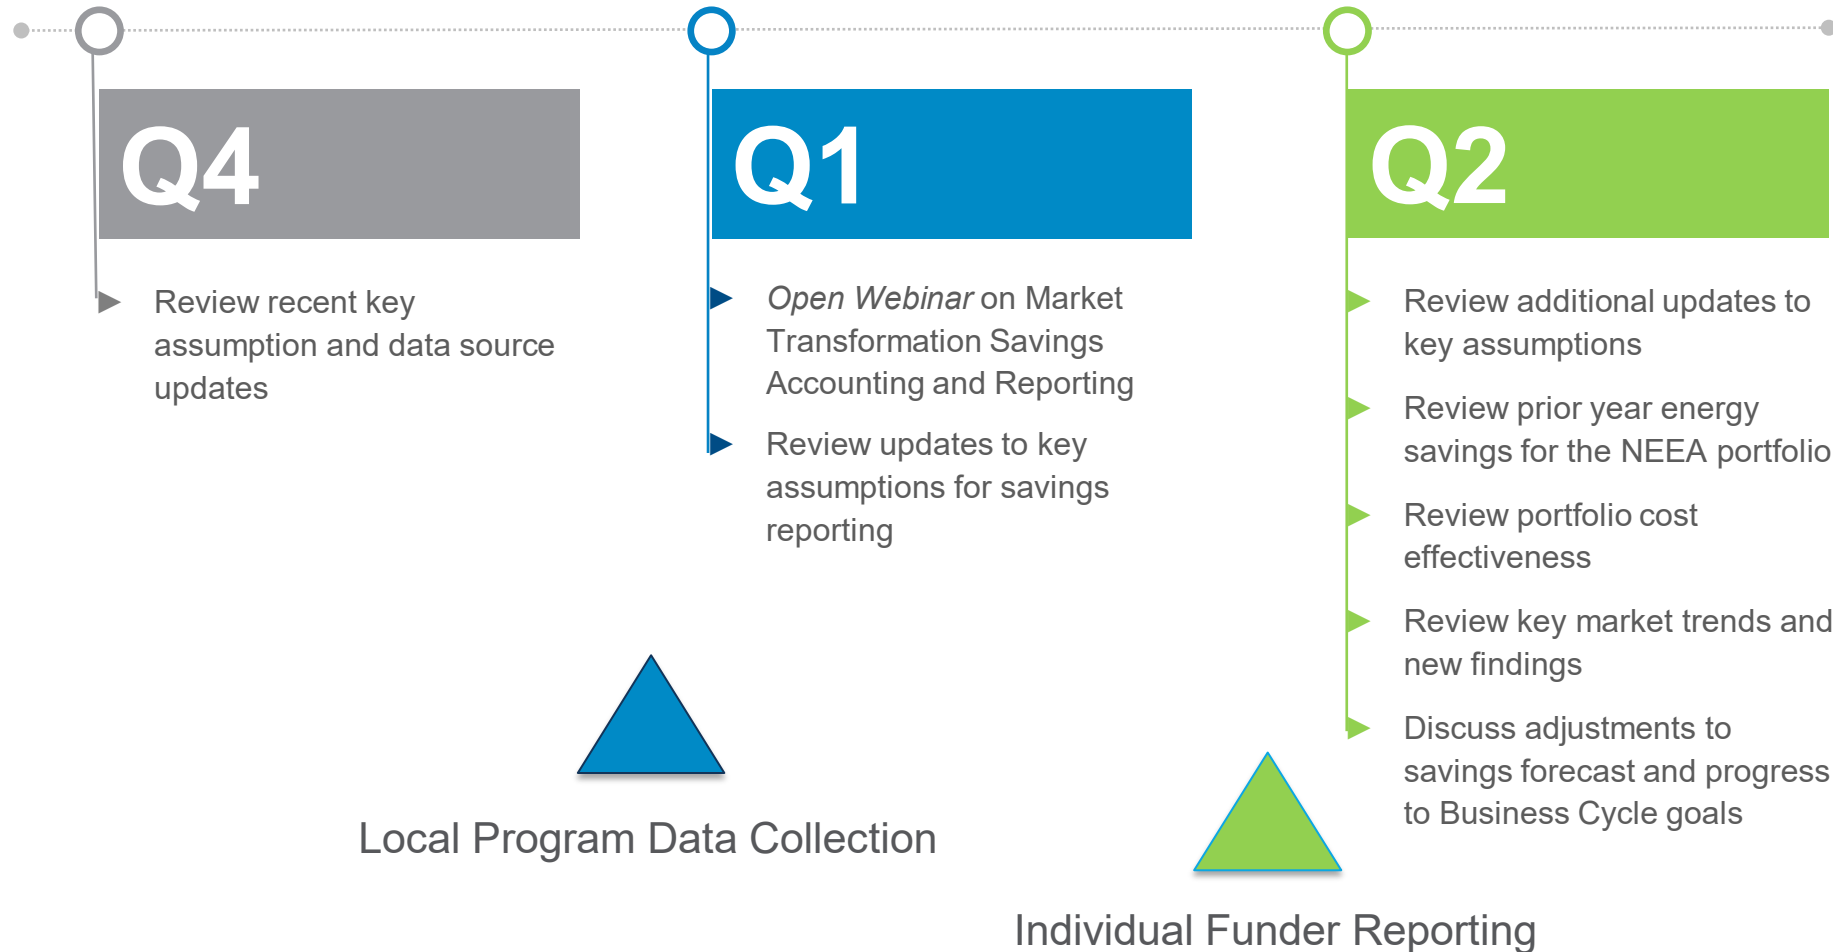 Q4
Review recent key
assumption and data source
updates
Q1
Open Webinar on Market
Transformation Savings
Accounting and Reporting
Review updates to key
assumptions for savings
reporting
Q2
Review additional updates to
key assumptions
Review prior year energy
savings for the NEEA portfolio
Review portfolio cost
effectiveness
Review key market trends and
new findings
Discuss adjustments to
savings forecast and progress
to Business Cycle goals
Local Program Data Collection
Individual Funder Reporting